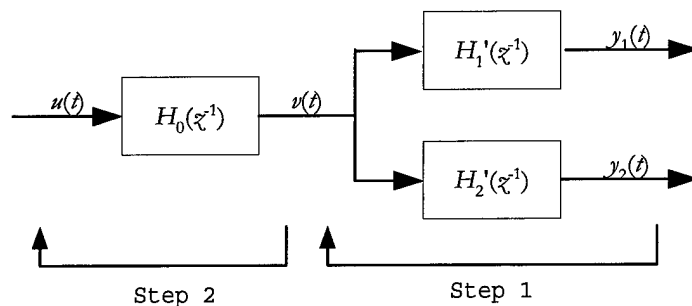 H₁'(z⁻¹)
y₁(t)
u(t)
H₀(z⁻¹)
v(t)
H₂'(z⁻¹)
y₂(t)
Step 2
Step 1